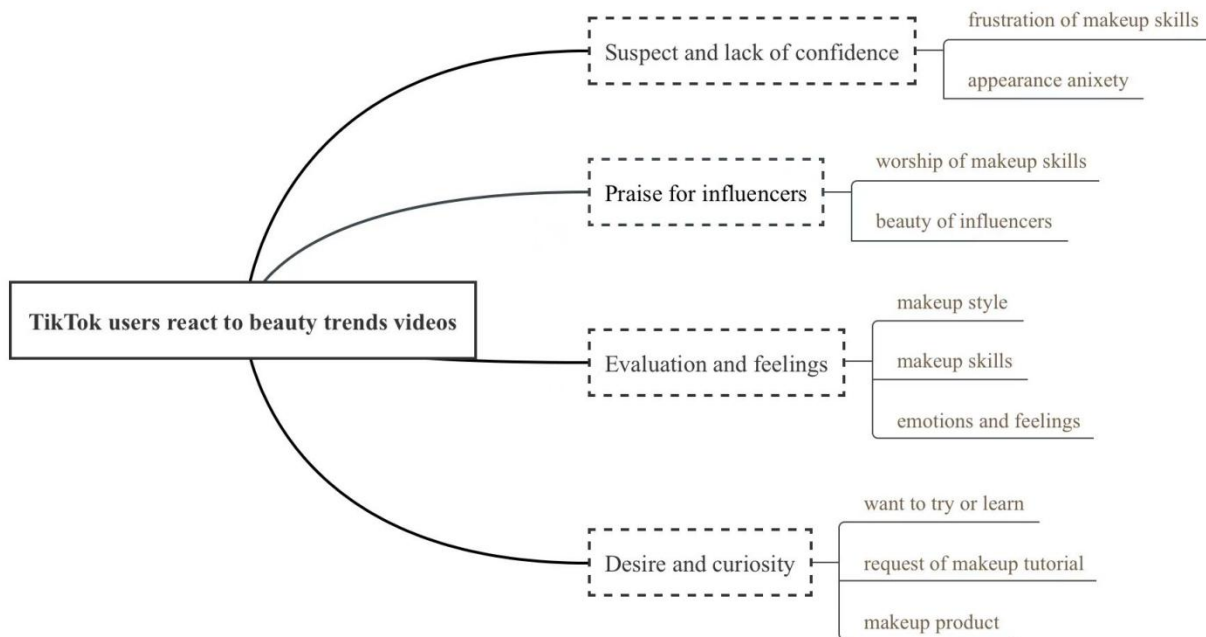 TikTok users react to beauty trends videos
Suspect and lack of confidence
frustration of makeup skills
appearance anixety
Praise for influencers
worship of makeup skills
beauty of influencers
Evaluation and feelings
makeup style
makeup skills
emotions and feelings
Desire and curiosity
want to try or learn
request of makeup tutorial
makeup product